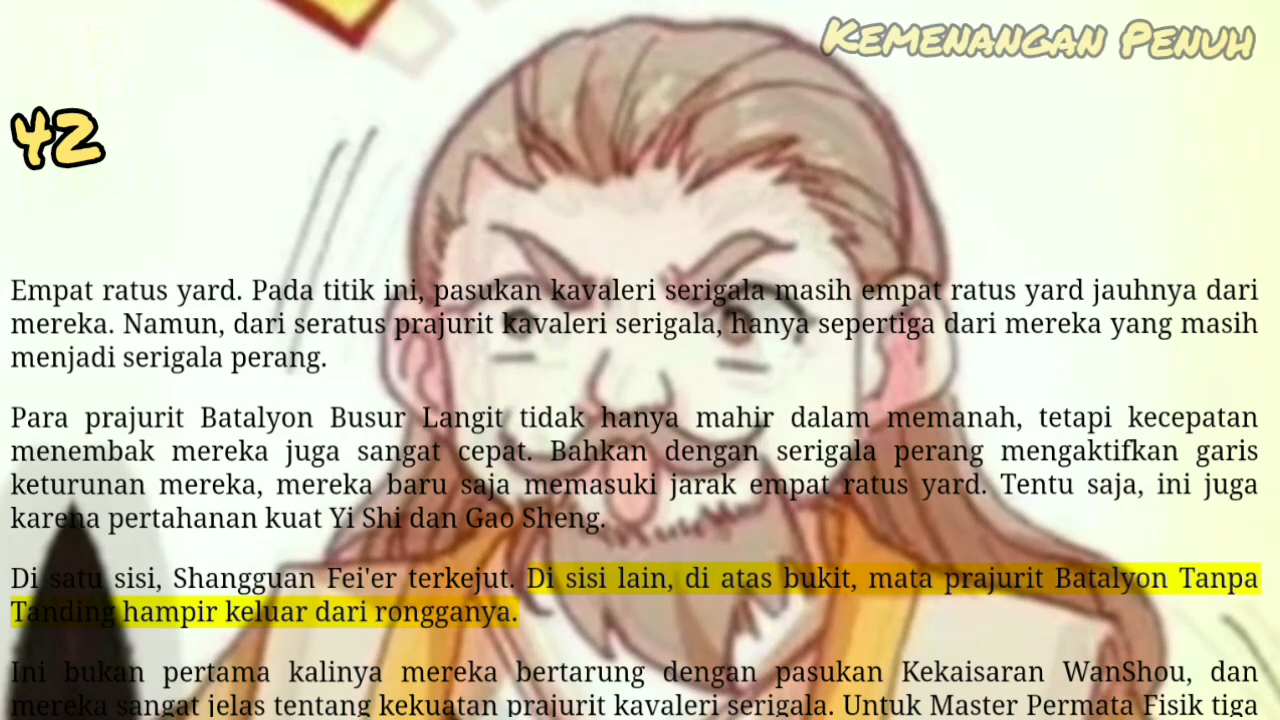 Kemenangan Penuh
42
Empat ratus yard. Pada titik ini, pasukan kavaleri serigala masih empat ratus yard jauhnya dari
mereka. Namun, dari seratus prajurit kavaleri serigala, hanya sepertiga dari mereka yang masih
menjadi serigala perang.
Para prajurit Batalyon Busur Langit tidak hanya mahir dalam memanah, tetapi kecepatan
menembak mereka juga sangat cepat. Bahkan dengan serigala perang mengaktifkan garis
keturunan mereka, mereka baru saja memasuki jarak empat ratus yard. Tentu saja, ini juga
karena pertahanan kuat Yi Shi dan Gao Sheng.
Di satu sisi, Shangguan Fei'er terkejut. Di sisi lain, di atas bukit, mata prajurit Batalyon Tanpa
Tanding hampir keluar dari rongganya.
Ini bukan pertama kalinya mereka bertarung dengan pasukan Kekaisaran WanShou, dan
mereka sangat jelas tentang kekuatan prajurit kavaleri serigala. Untuk Master Permata Fisik tiga